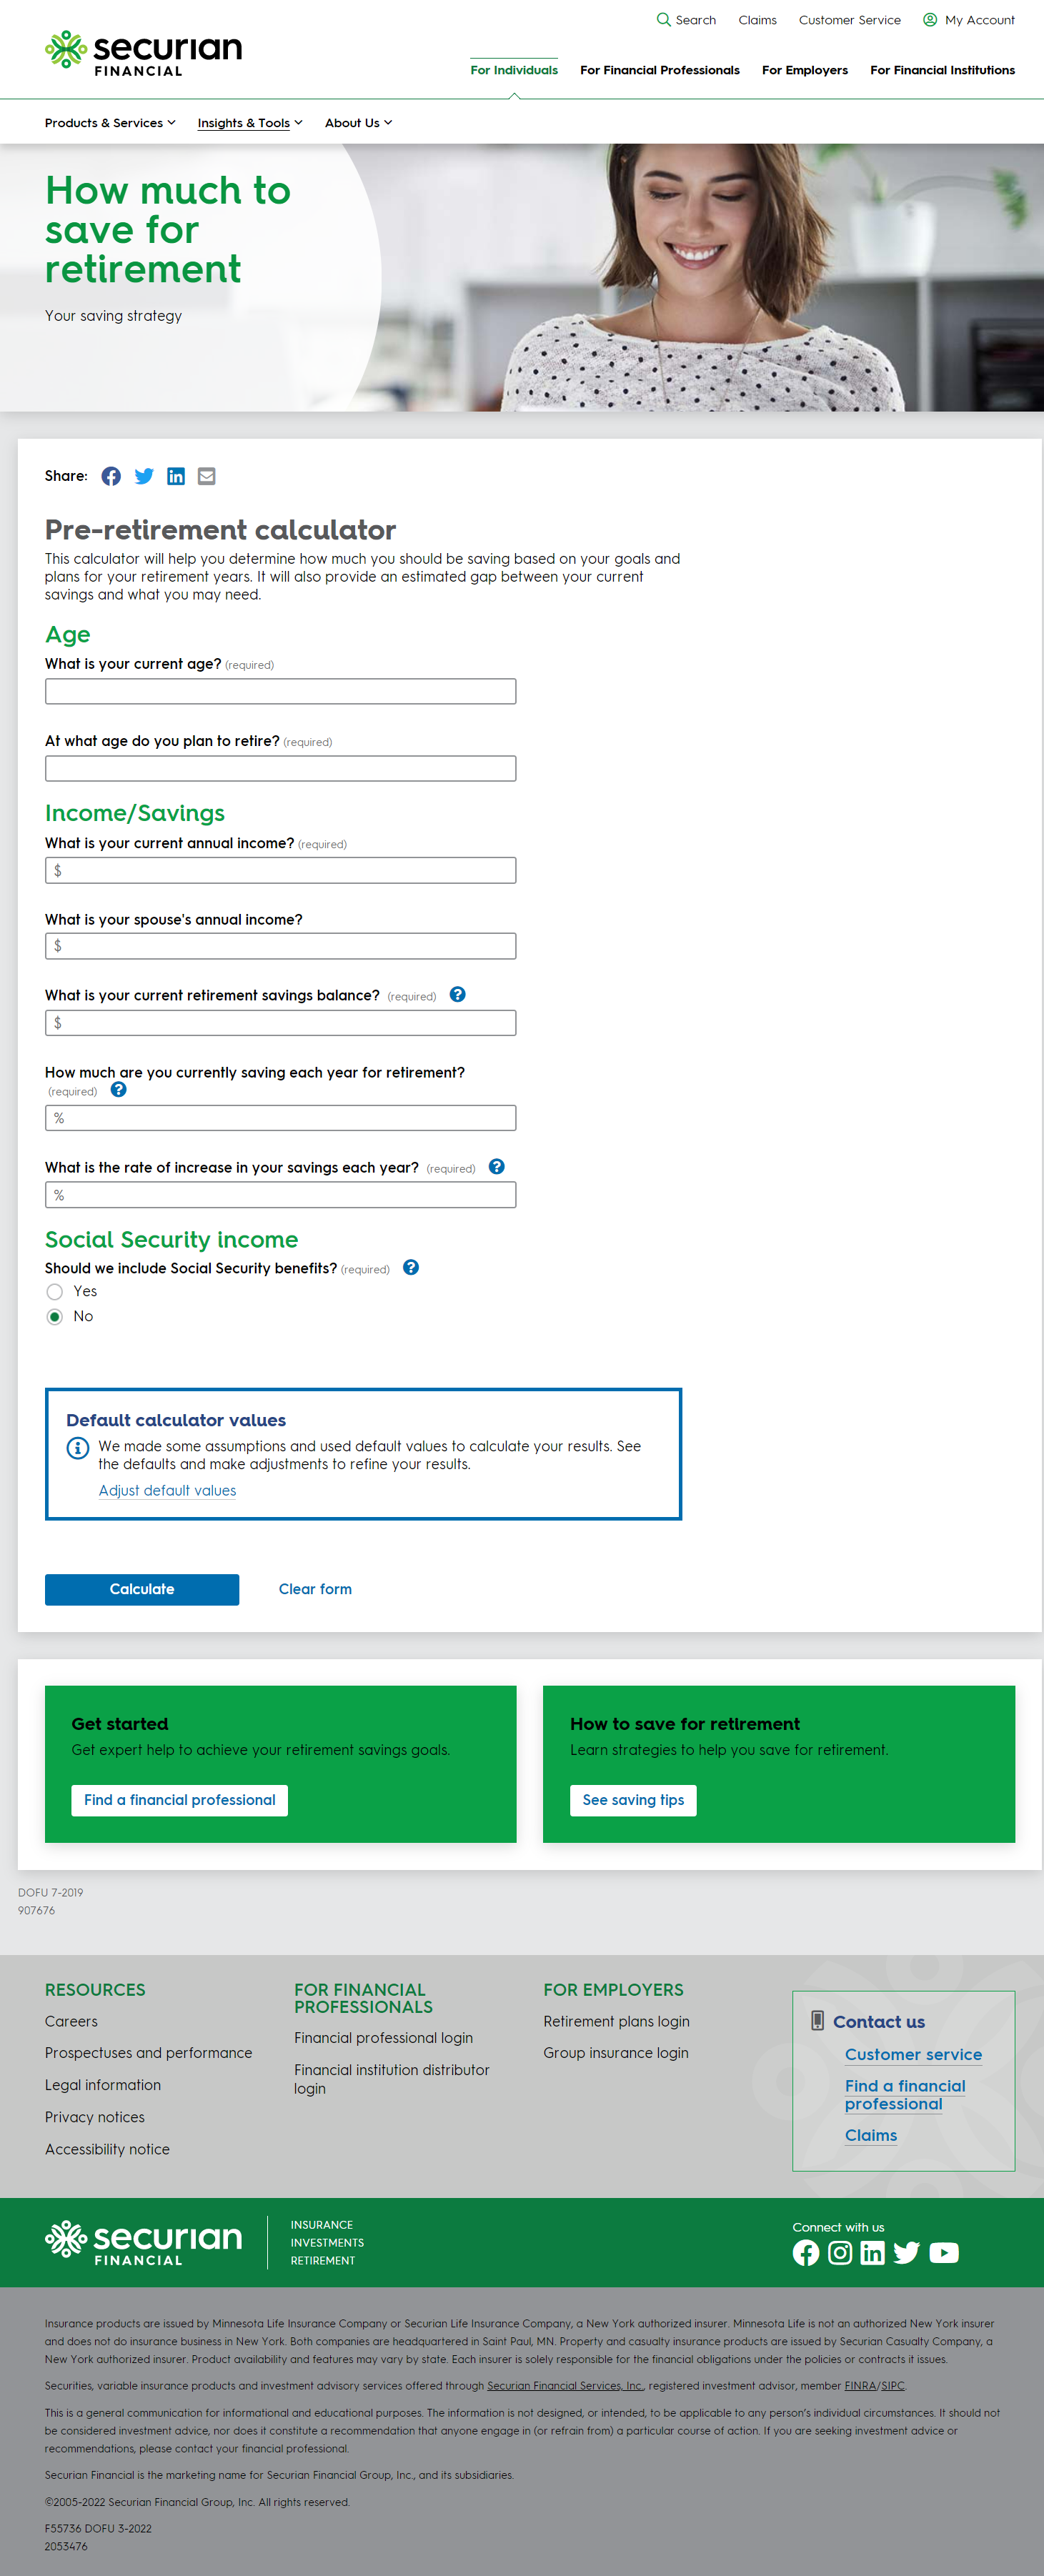 Search Claims Customer Service My Account
securian
FINANCIAL
For Individuals For Financial Professionals For Employers For Financial Institutions
Products & Services Insights & Tools About Us
How much to
save for
retirement
Your saving strategy
Share:
Pre-retirement calculator
This calculator will help you determine how much you should be saving based on your goals and
plans for your retirement years. It will also provide an estimated gap between your current
savings and what you may need.
Age
What is your current age? (required)
At what age do you plan to retire? (required)
Income/Savings
What is your current annual income? (required)
$
What is your spouse's annual income?
$
What is your current retirement savings balance? (required) ?
$
How much are you currently saving each year for retirement?
(required) ?
%
What is the rate of increase in your savings each year? (required) ?
%
Social Security income
Should we include Social Security benefits? (required) ?
Yes
No
Default calculator values
We made some assumptions and used default values to calculate your results. See
the defaults and make adjustments to refine your results.
Adjust default values
Calculate Clear form
Get started
Get expert help to achieve your retirement savings goals.
Find a financial professional
How to save for retirement
Learn strategies to help you save for retirement.
See saving tips
DOFU 7-2019
907676
RESOURCES
Careers
Prospectuses and performance
Legal information
Privacy notices
Accessibility notice
FOR FINANCIAL
PROFESSIONALS
Financial professional login
Financial institution distributor
login
FOR EMPLOYERS
Retirement plans login
Group insurance login
Contact us
Customer service
Find a financial
professional
Claims
securian
FINANCIAL
INSURANCE
INVESTMENTS
RETIREMENT
Connect with us
Insurance products are issued by Minnesota Life Insurance Company or Securian Life Insurance Company, a New York authorized insurer. Minnesota Life is not an authorized New York insurer
and does not do insurance business in New York. Both companies are headquartered in Saint Paul, MN. Property and casualty insurance products are issued by Securian Casualty Company, a
New York authorized insurer. Product availability and features may vary by state. Each insurer is solely responsible for the financial obligations under the policies or contracts it issues.
Securities, variable insurance products and investment advisory services offered through Securian Financial Services, Inc., registered investment advisor, member FINRA/SIPC.
This is a general communication for informational and educational purposes. The information is not designed, or intended, to be applicable to any person's individual circumstances. It should not
be considered investment advice, nor does it constitute a recommendation that anyone engage in (or refrain from) a particular course of action. If you are seeking investment advice or
recommendations, please contact your financial professional.
Securian Financial is the marketing name for Securian Financial Group, Inc., and its subsidiaries.
©2005-2022 Securian Financial Group, Inc. All rights reserved.
F55736 DOFU 3-2022
2053476